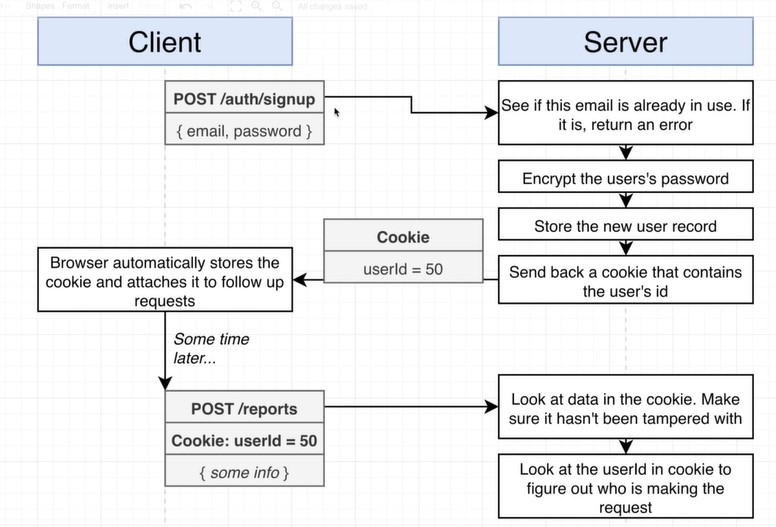 Shapes Format Insert
All changes saved
Client
Server
POST /auth/signup
{ email, password }
See if this email is already in use. If
it is, return an error
Encrypt the users's password
Store the new user record
Cookie
userId = 50
Send back a cookie that contains
the user's id
Browser automatically stores the
cookie and attaches it to follow up
requests
Some time
later...
POST /reports
Cookie: userId = 50
{ some info }
Look at data in the cookie. Make
sure it hasn't been tampered with
Look at the userId in cookie to
figure out who is making the
request